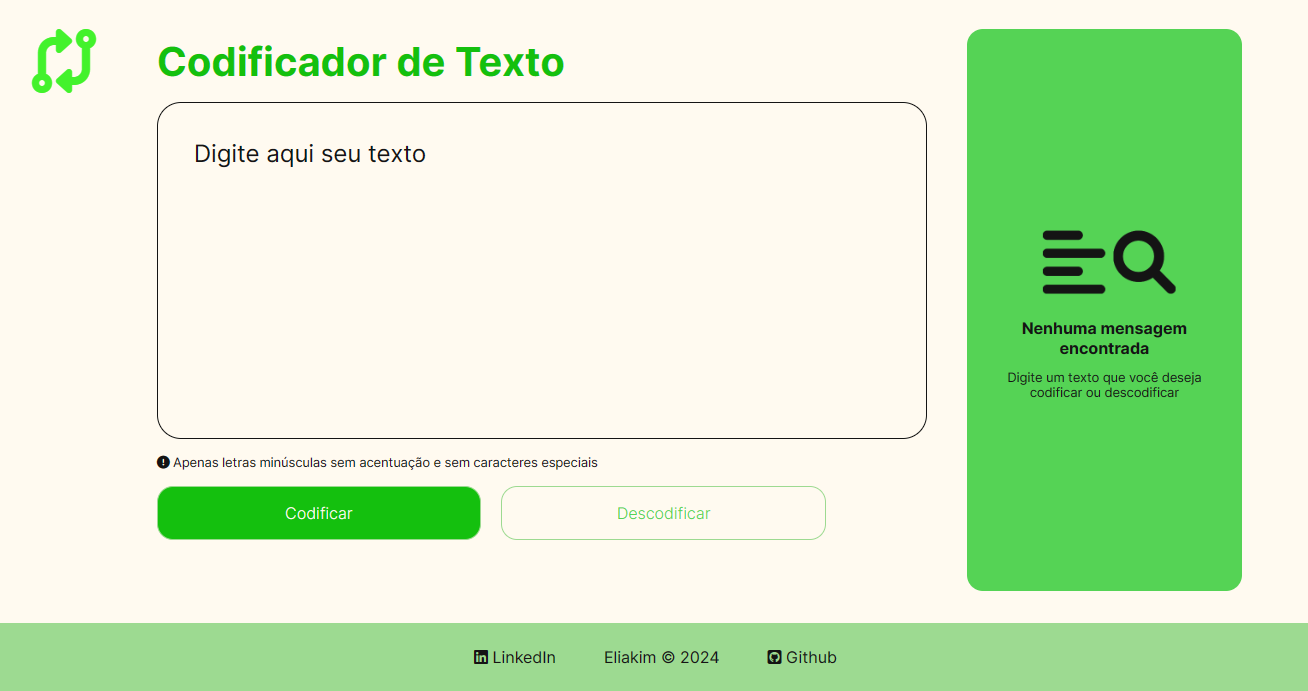 Codificador de Texto
Digite aqui seu texto
Apenas letras minúsculas sem acentuação e sem caracteres especiais
Codificar
Descodificar
Nenhuma mensagem
encontrada
Digite um texto que você deseja
codificar ou descodificar
LinkedIn
Eliakim © 2024
Github